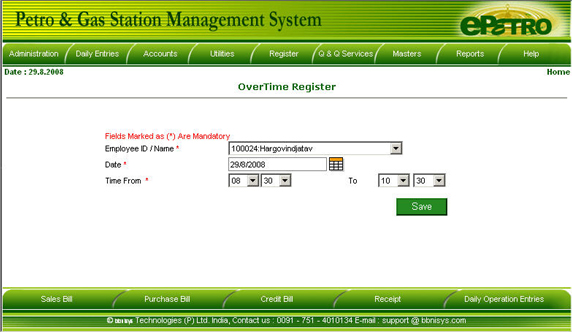 Petro & Gas Station Management System
ePetro
Administration Daily Entries Accounts Utilities Register Q & Q Services Masters Reports Help
Date : 29.8.2008 Home
OverTime Register
Fields Marked as (*) Are Mandatory
Employee ID / Name * 100024:Hargovindjatav
Date * 29/8/2008
Time From * 08 30 To 10 30
Save
Sales Bill Purchase Bill Credit Bill Receipt Daily Operation Entries
© BBNISYS Technologies (P) Ltd. India, Contact us : 0091 - 751 - 4010134 E-mail : support @ bbnisys.com